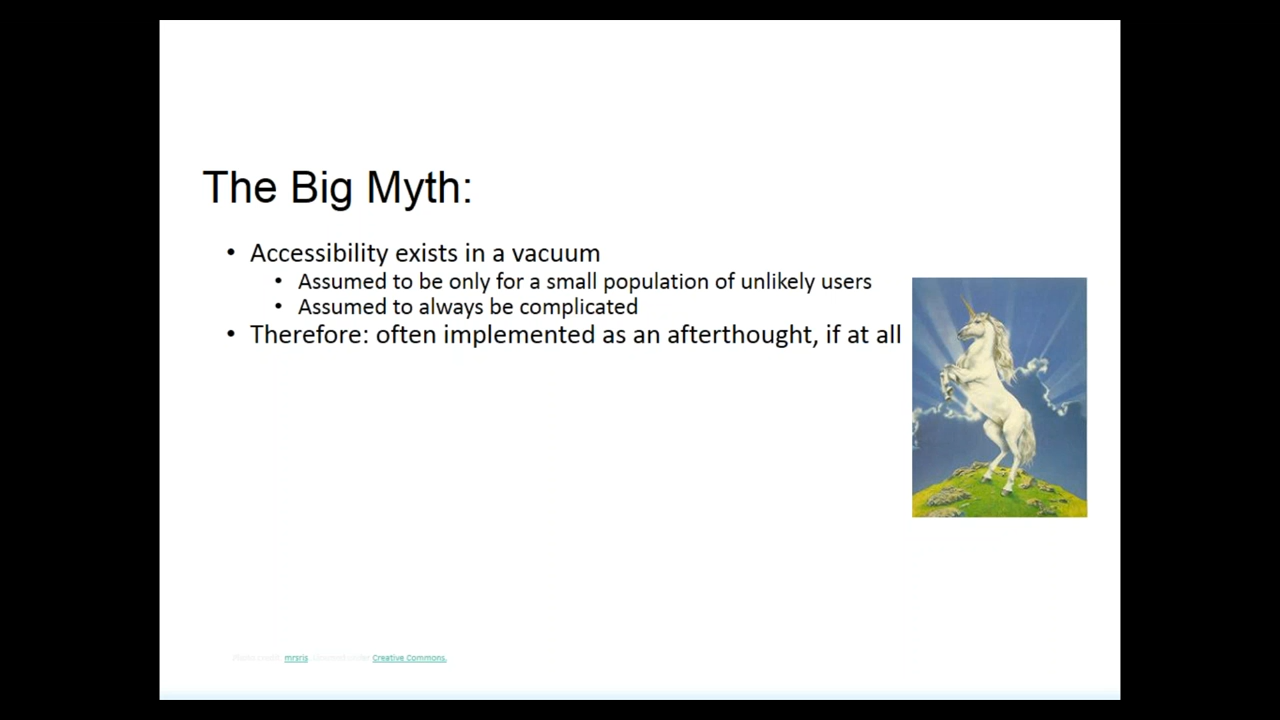 The Big Myth:
• Accessibility exists in a vacuum
• Assumed to be only for a small population of unlikely users
• Assumed to always be complicated
• Therefore: often implemented as an afterthought, if at all
mrsris Creative Commons.